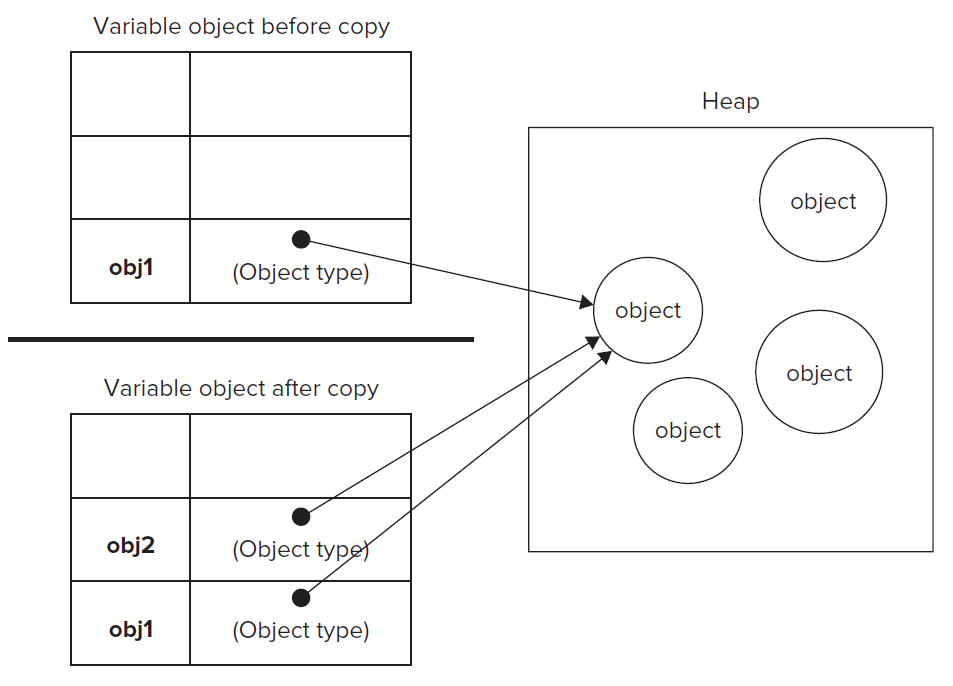 Variable object before copy
obj1
(Object type)
Variable object after copy
obj2
(Object type)
obj1
(Object type)
Heap
object
object
object
object